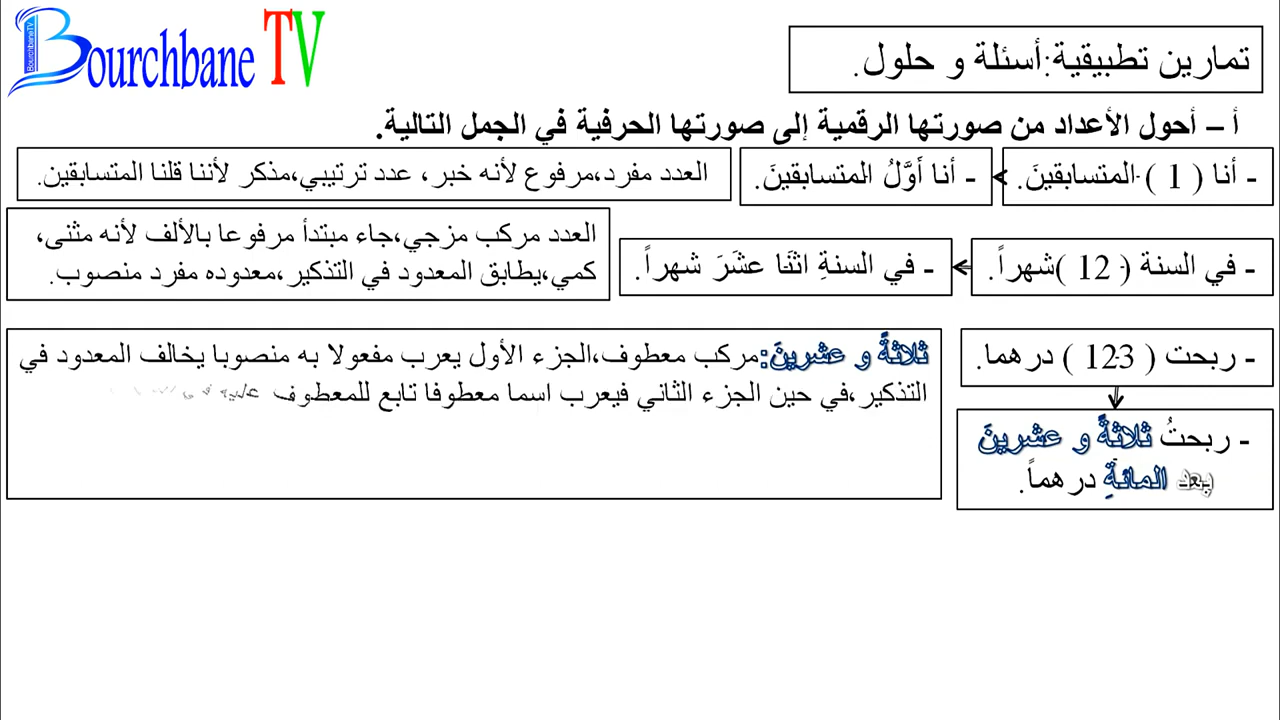 Bourchbane TV
BourchbaneTV
تمارين تطبيقية:أسئلة و حلول.
أ – أحول الأعداد من صورتها الرقمية إلى صورتها الحرفية في الجمل التالية.
- أنا ( 1 ) المتسابقينَ.
- أنا أَوَّلُ المتسابقينَ.
العدد مفرد،مرفوع لأنه خبر، عدد ترتيبي،مذكر لأننا قلنا المتسابقين.
- في السنة ( 12 )شهراً.
- في السنةِ اثْنَا عشَرَ شهراً.
العدد مركب مزجي،جاء مبتدأ مرفوعا بالألف لأنه مثنى،
كمي،يطابق المعدود في التذكير،معدوده مفرد منصوب.
- ربحت ( 123 ) درهما.
- ربحتُ ثلاثةً و عشرينَ
بعد المائةِ درهماً.
ثلاثةً و عشرينَ:مركب معطوف،الجزء الأول يعرب مفعولا به منصوبا يخالف المعدود في
التذكير،في حين الجزء الثاني فيعرب اسما معطوفا تابع للمعطوف عليه في